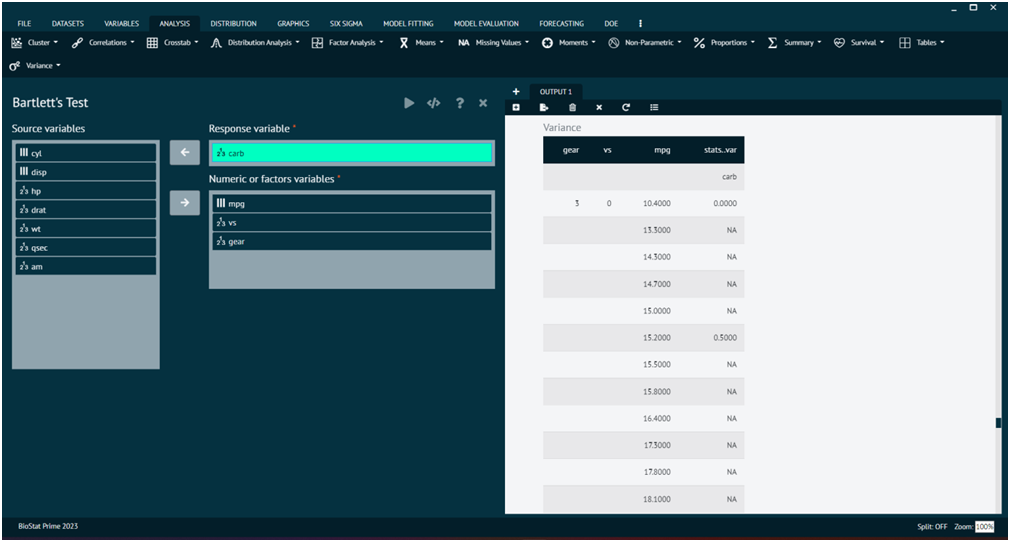 FILE DATASETS VARIABLES ANALYSIS DISTRIBUTION GRAPHICS SIX SIGMA MODEL FITTING MODEL EVALUATION FORECASTING DOE
Cluster Correlations Crosstab Distribution Analysis Factor Analysis Means NA Missing Values Moments Non-Parametric Proportions Summary Survival Tables
σ² Variance
Bartlett's Test
Source variables
cyl
disp
hp
drat
wt
qsec
am
Response variable *
carb
Numeric or factors variables *
mpg
vs
gear
OUTPUT 1
Variance
gear vs mpg stats..var
carb
3 0 10.4000 0.0000
13.3000 NA
14.3000 NA
14.7000 NA
15.0000 NA
15.2000 0.5000
15.5000 NA
15.8000 NA
16.4000 NA
17.3000 NA
17.8000 NA
18.1000 NA
BioStat Prime 2023
Split: OFF Zoom: 100%